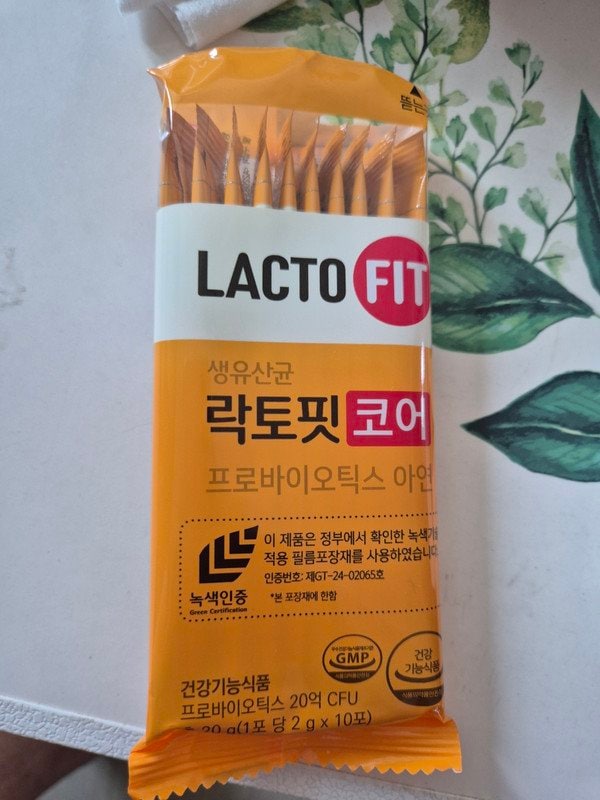 LACTO FIT
생유산균
락토핏 코어
프로바이오틱스 아연
이 제품은 정부에서 확인한 녹색기술
적용 필름포장재를 사용하였습니다.
인증번호: 제GT-24-02065호
*본 포장재에 한함
녹색인증
Green Certification
GMP
건강
기능식품
건강기능식품
프로바이오틱스 20억 CFU
20 g(1포 당 2 g x 10포)